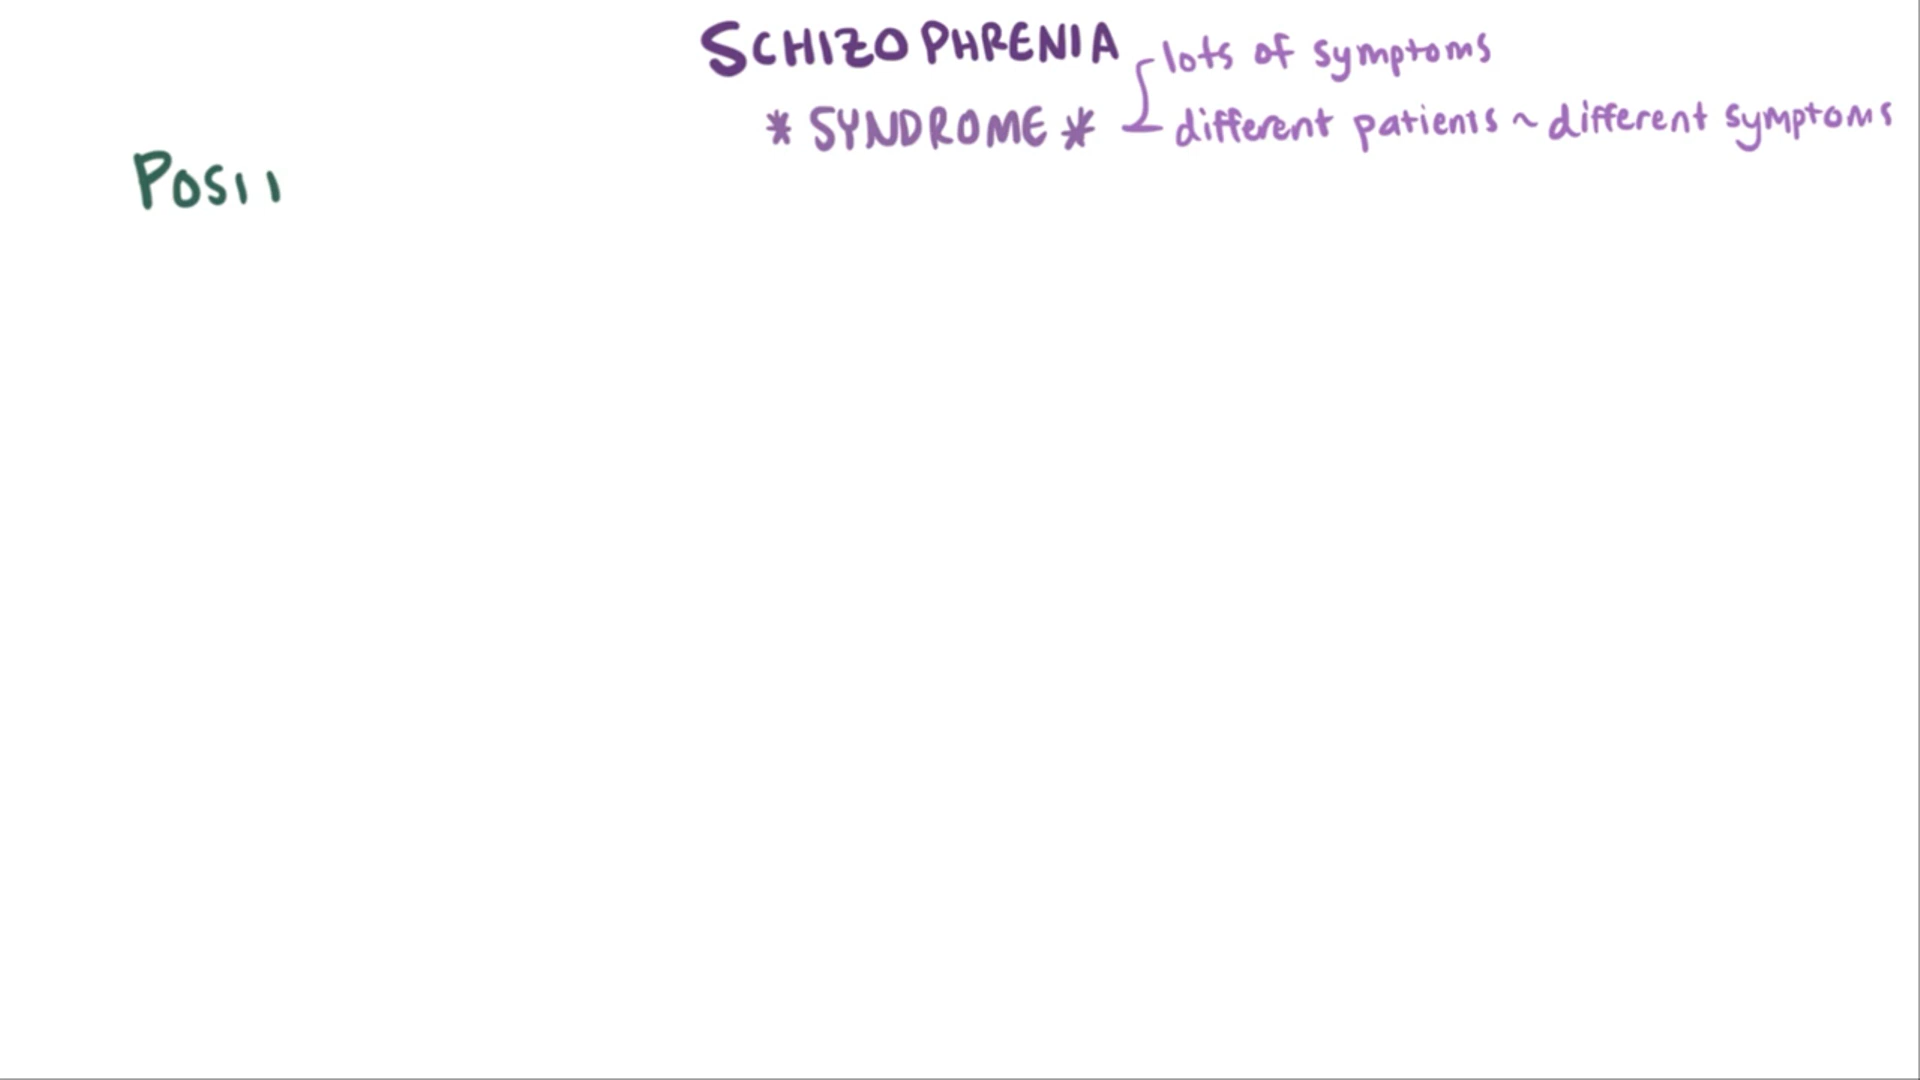 SCHIZOPHRENIA
lots of symptoms
* SYNDROME *
different patients ~ different symptoms
POSI